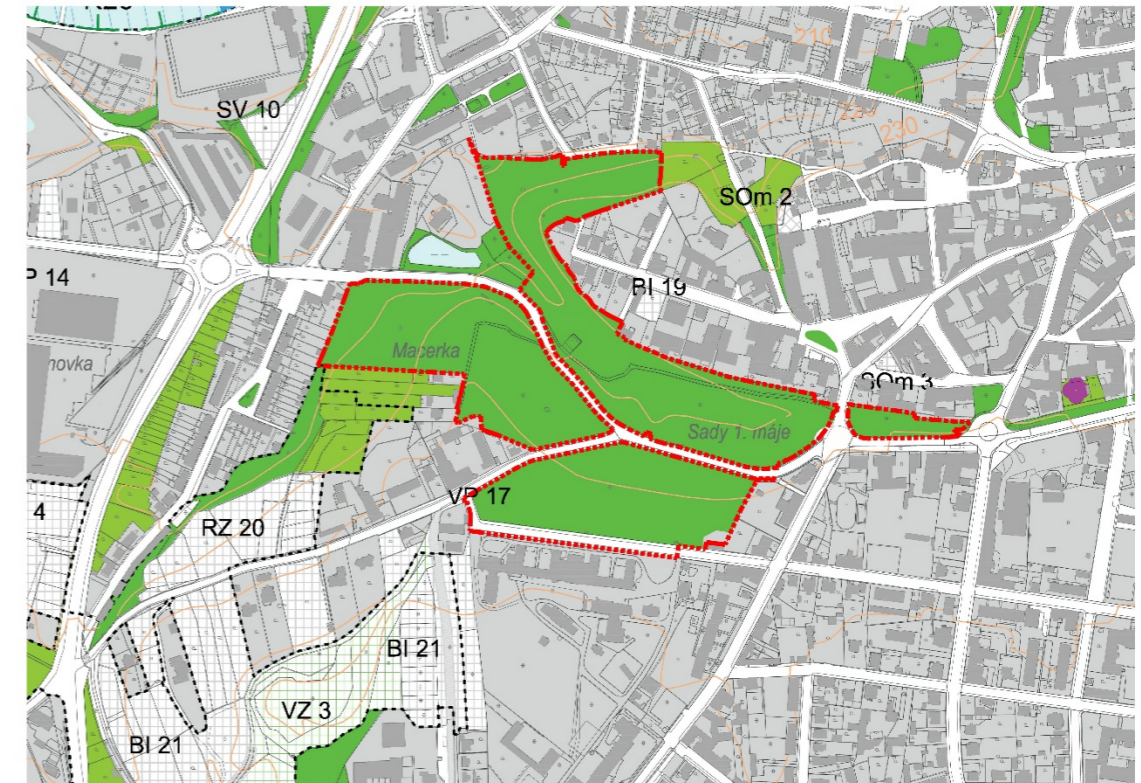 210
SV 10
230
SOm 2
P 14
BI 19
novka
Macerka
SOm 3
Sady 1. máje
VP 17
4
RZ 20
BI 21
VZ 3
BI 21